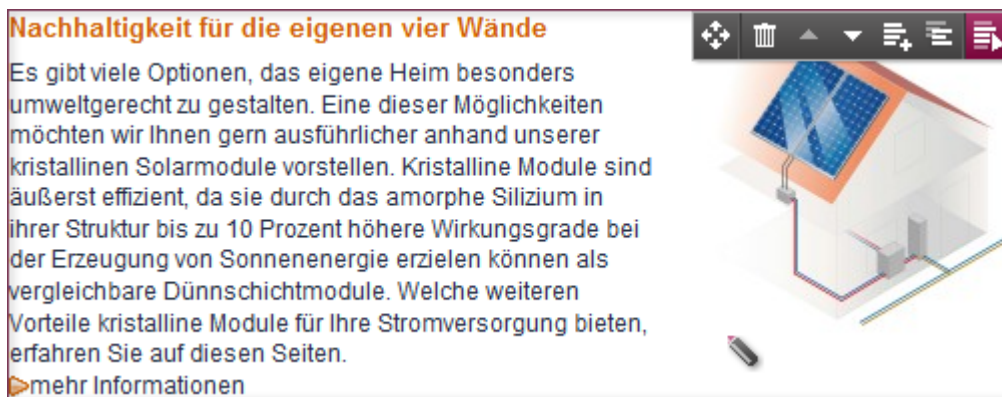 Nachhaltigkeit für die eigenen vier Wände
Es gibt viele Optionen, das eigene Heim besonders
umweltgerecht zu gestalten. Eine dieser Möglichkeiten
möchten wir Ihnen gern ausführlicher anhand unserer
kristallinen Solarmodule vorstellen. Kristalline Module sind
äußerst effizient, da sie durch das amorphe Silizium in
ihrer Struktur bis zu 10 Prozent höhere Wirkungsgrade bei
der Erzeugung von Sonnenenergie erzielen können als
vergleichbare Dünnschichtmodule. Welche weiteren
Vorteile kristalline Module für Ihre Stromversorgung bieten,
erfahren Sie auf diesen Seiten.
mehr Informationen